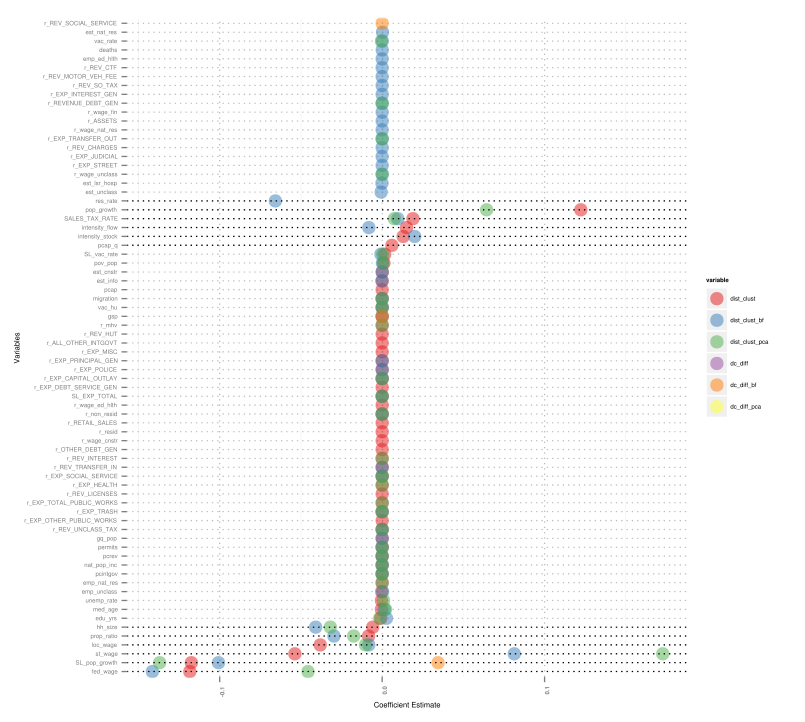 r_REV_SOCIAL_SERVICE
est_nat_res
vac_rate
deaths
emp_ed_hlth
r_REV_CTF
r_REV_MOTOR_VEH_FEE
r_REV_SO_TAX
r_EXP_INTEREST_GEN
r_REVENUE_DEBT_GEN
r_wage_fin
r_ASSETS
r_wage_nat_res
r_EXP_TRANSFER_OUT
r_REV_CHARGES
r_EXP_JUDICIAL
r_EXP_STREET
r_wage_unclass
est_lsr_hosp
est_unclass
res_rate
pop_growth
SALES_TAX_RATE
intensity_flow
intensity_stock
pcap_q
SL_vac_rate
pov_pop
est_cnstr
est_info
pcap
migration
vac_hu
gsp
r_mhv
r_REV_HUT
r_ALL_OTHER_INTGOVT
r_EXP_MISC
r_EXP_PRINCIPAL_GEN
r_EXP_POLICE
r_EXP_CAPITAL_OUTLAY
r_EXP_DEBT_SERVICE_GEN
SL_EXP_TOTAL
r_wage_ed_hlth
r_non_resid
r_RETAIL_SALES
r_resid
r_wage_cnstr
r_OTHER_DEBT_GEN
r_REV_INTEREST
r_REV_TRANSFER_IN
r_EXP_SOCIAL_SERVICE
r_EXP_HEALTH
r_REV_LICENSES
r_EXP_TOTAL_PUBLIC_WORKS
r_EXP_TRASH
r_EXP_OTHER_PUBLIC_WORKS
r_REV_UNCLASS_TAX
gq_pop
permits
pcrev
nat_pop_inc
pcintgov
emp_nat_res
emp_unclass
unemp_rate
med_age
edu_yrs
hh_size
prop_ratio
loc_wage
st_wage
SL_pop_growth
fed_wage
Variables
-0.1
0.0
0.1
Coefficient Estimate
variable
dist_clust
dist_clust_bf
dist_clust_pca
dc_diff
dc_diff_bf
dc_diff_pca